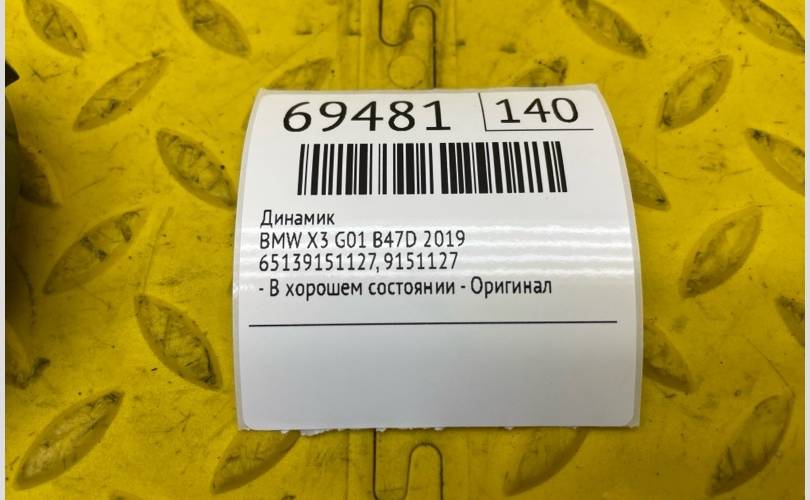 69481 140
Динамик
BMW X3 G01 B47D 2019
65139151127, 9151127
- В хорошем состоянии - Оригинал